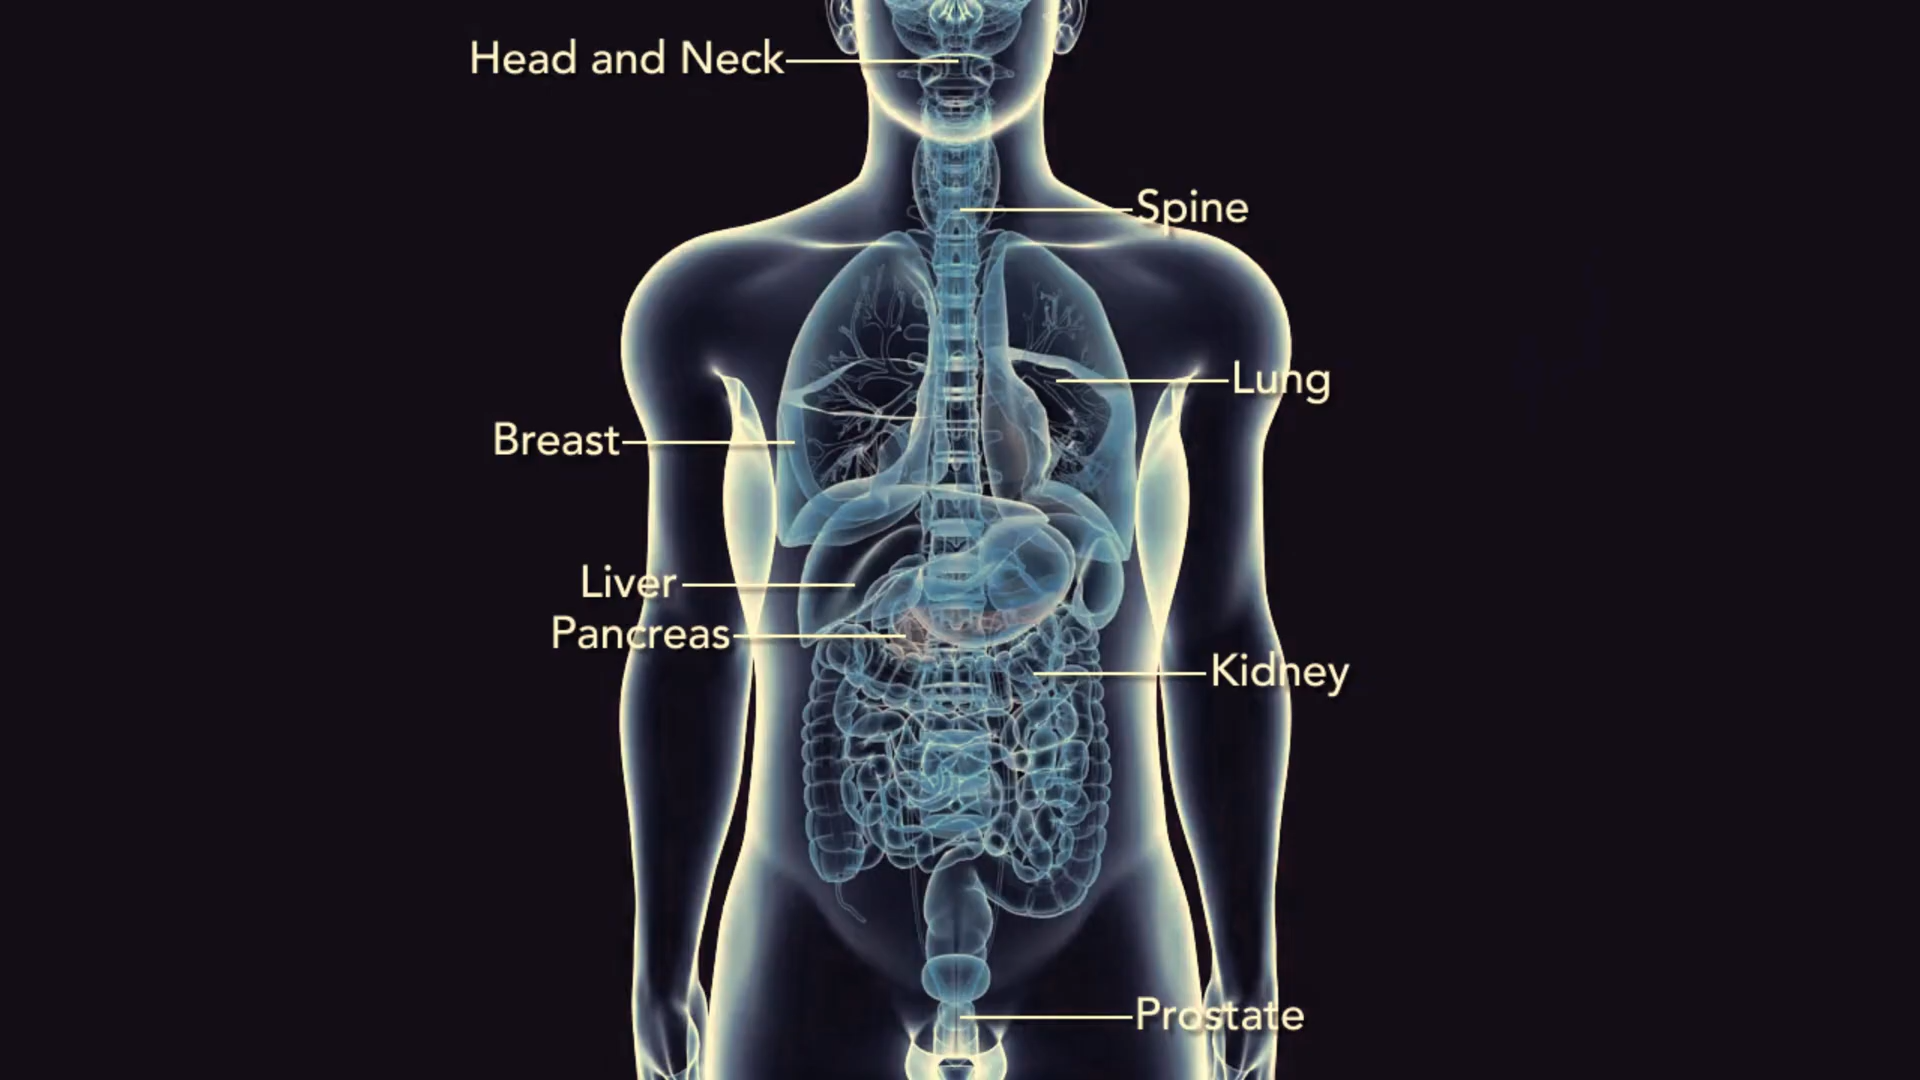 Head and Neck
Spine
Lung
Breast
Liver
Pancreas
Kidney
Prostate